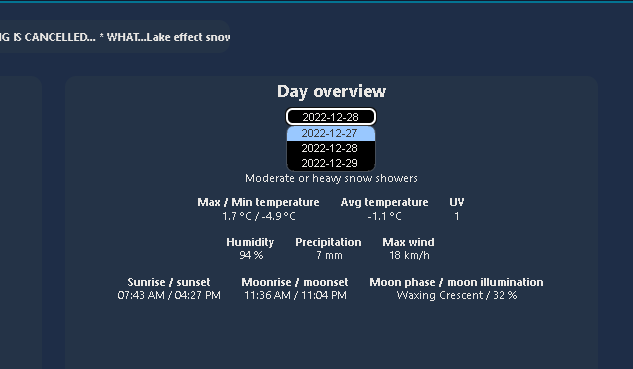 IS CANCELLED... * WHAT...Lake effect snow
Day overview
2022-12-28
2022-12-27
2022-12-28
2022-12-29
Moderate or heavy snow showers
Max / Min temperature Avg temperature UV
1.7 °C / -4.9 °C -1.1 °C 1
Humidity Precipitation Max wind
94 % 7 mm 18 km/h
Sunrise / sunset Moonrise / moonset Moon phase / moon illumination
07:43 AM / 04:27 PM 11:36 AM / 11:04 PM Waxing Crescent / 32 %